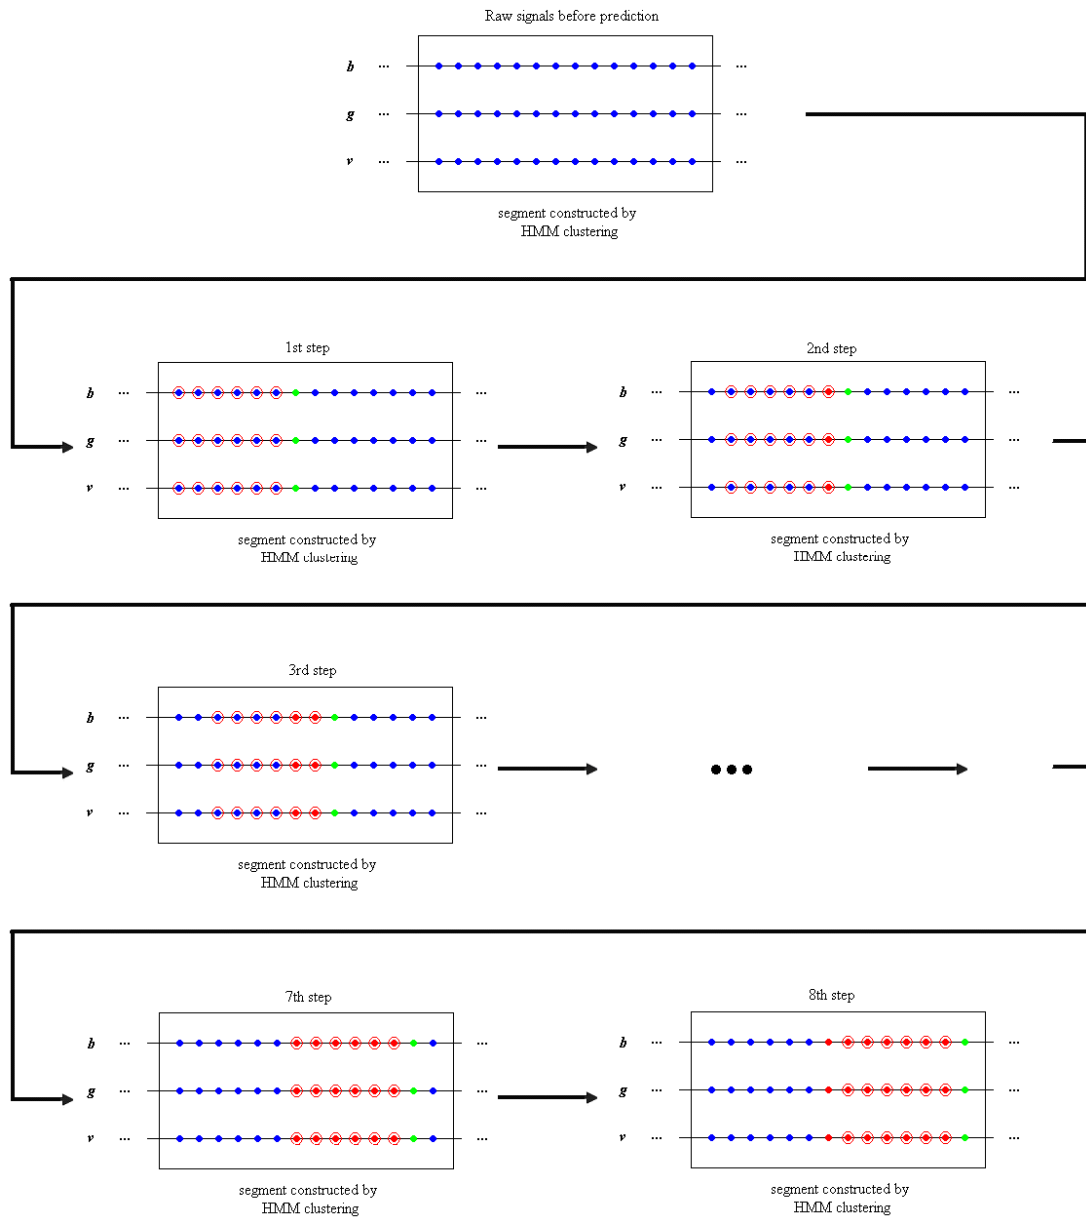 Raw signals before prediction
b ... ...
g ... ...
v ... ...
segment constructed by
HMM clustering
1st step
b ... ...
g ... ...
v ... ...
segment constructed by
HMM clustering
2nd step
b ... ...
g ... ...
v ... ...
segment constructed by
HMM clustering
3rd step
b ... ...
g ... ...
v ... ...
segment constructed by
HMM clustering
...
7th step
b ... ...
g ... ...
v ... ...
segment constructed by
HMM clustering
8th step
b ... ...
g ... ...
v ... ...
segment constructed by
HMM clustering